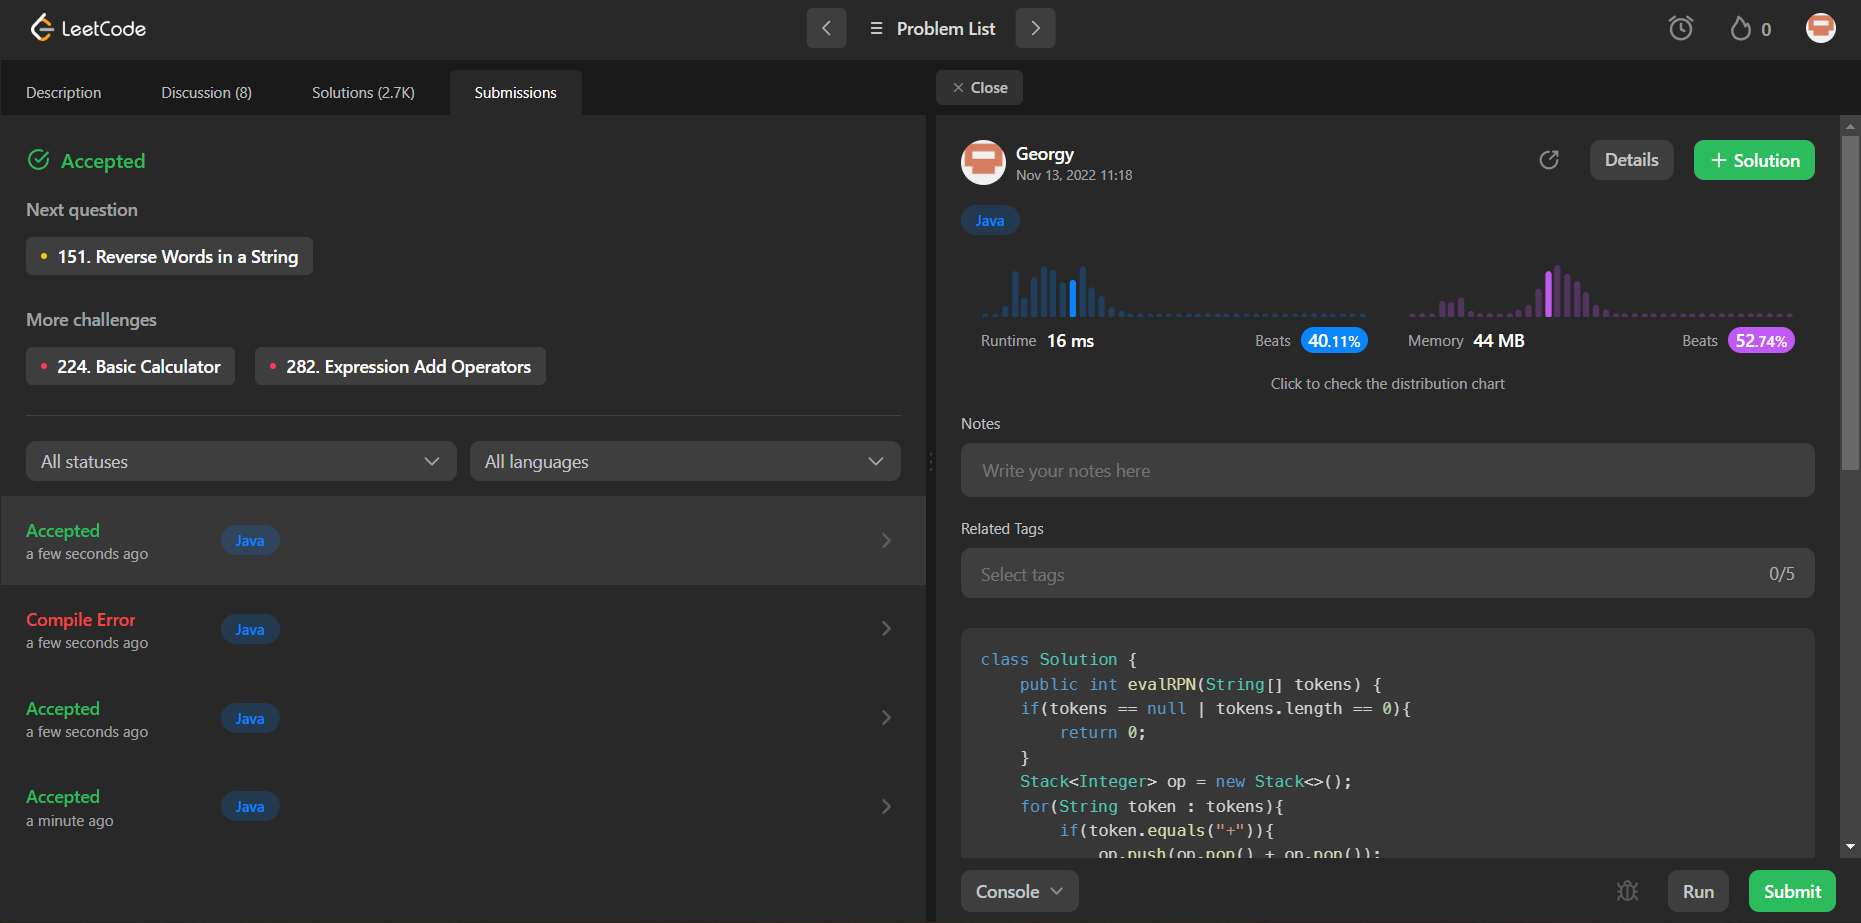 LeetCode
Problem List
0
Description
Discussion (8)
Solutions (2.7K)
Submissions
Close
Accepted
Next question
151. Reverse Words in a String
More challenges
224. Basic Calculator
282. Expression Add Operators
All statuses
All languages
Accepted
a few seconds ago
Java
Compile Error
a few seconds ago
Java
Accepted
a few seconds ago
Java
Accepted
a minute ago
Java
Georgy
Nov 13, 2022 11:18
Details
+ Solution
Java
Runtime 16 ms
Beats 40.11%
Memory 44 MB
Beats 52.74%
Click to check the distribution chart
Notes
Write your notes here
Related Tags
Select tags
0/5
class Solution {
    public int evalRPN(String[] tokens) {
    if(tokens == null | tokens.length == 0){
        return 0;
    }
    Stack<Integer> op = new Stack<>();
    for(String token : tokens){
        if(token.equals("+")){
            op.push(op.pop() + op.pop());
Console
Run
Submit